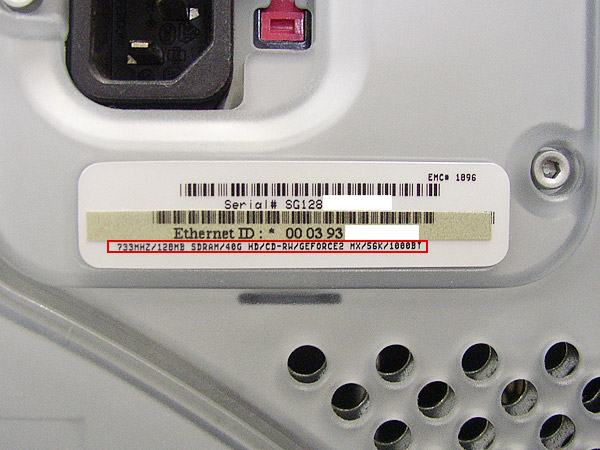 EMC# 1896
Serial# SG128
Ethernet ID : * 00 03 93
733MHZ/128MB SDRAM/40G HD/CD-RW/GEFORCE2 MX/56K/1000BT